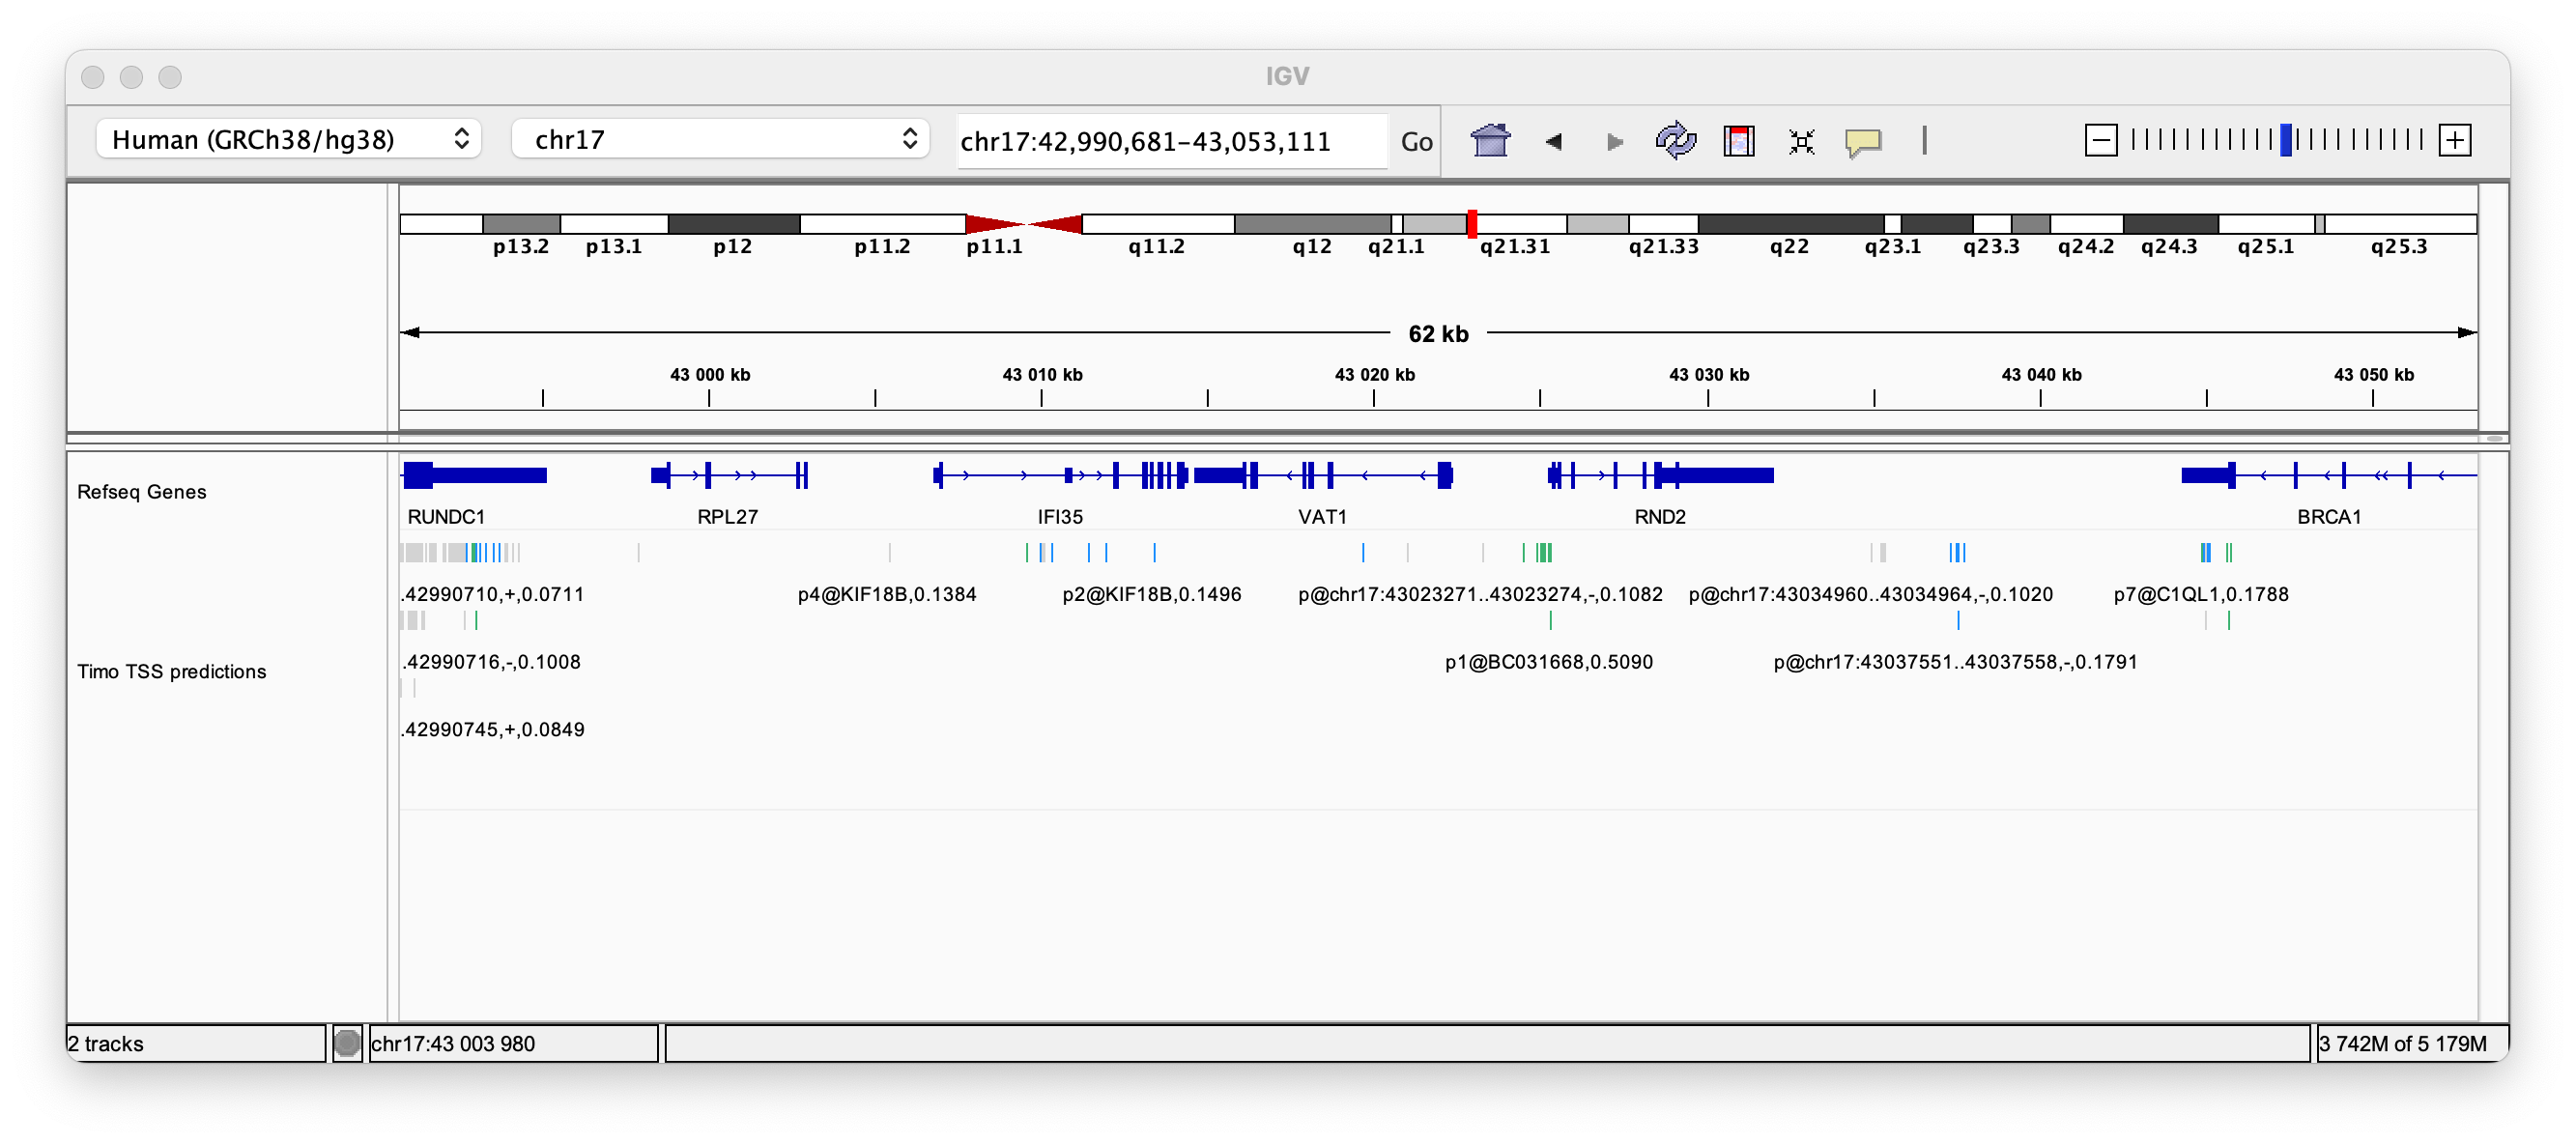 IGV
Human (GRCh38/hg38) chr17 chr17:42,990,681-43,053,111 Go
p13.2 p13.1 p12 p11.2 p11.1 q11.2 q12 q21.1 q21.31 q21.33 q22 q23.1 q23.3 q24.2 q24.3 q25.1 q25.3
62 kb
43 000 kb 43 010 kb 43 020 kb 43 030 kb 43 040 kb 43 050 kb
Refseq Genes
RUNDC1 RPL27 IFI35 VAT1 RND2 BRCA1
.42990710,+,0.0711 p4@KIF18B,0.1384 p2@KIF18B,0.1496 p@chr17:43023271..43023274,-,0.1082 p@chr17:43034960..43034964,-,0.1020 p7@C1QL1,0.1788
.42990716,-,0.1008 p1@BC031668,0.5090 p@chr17:43037551..43037558,-,0.1791
Timo TSS predictions
.42990745,+,0.0849
2 tracks chr17:43 003 980 3 742M of 5 179M